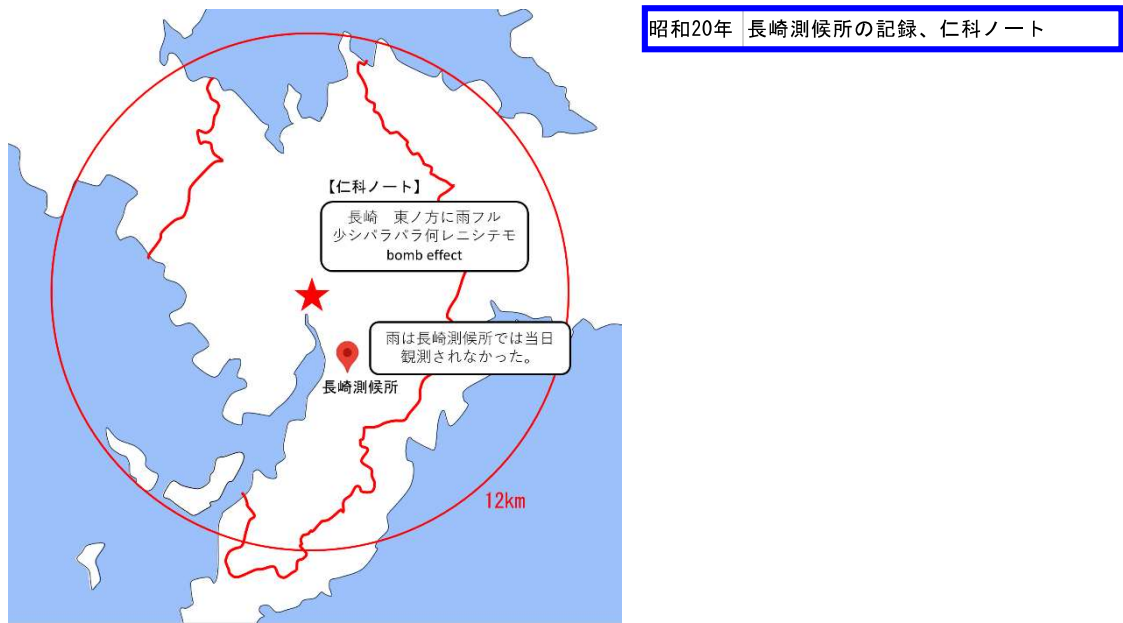 昭和20年 長崎測候所の記録、仁科ノート
【仁科ノート】
長崎　東ノ方に雨フル
少シパラパラ何レニシテモ
bomb effect
雨は長崎測候所では当日
観測されなかった。
長崎測候所
12km